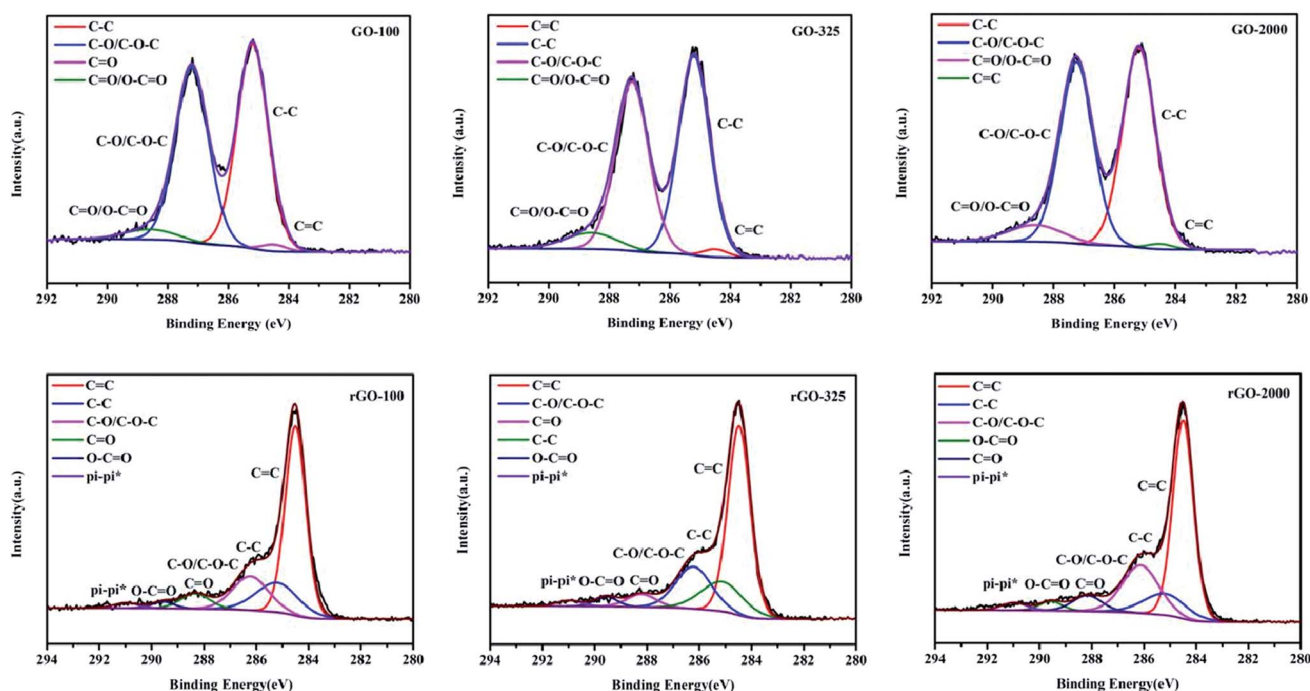 C-C
C-O/C-O-C
C=O
C=O/O-C=O
GO-100
C-C
C-O/C-O-C
C=O/O-C=O
C=C
Intensity(a.u.)
292 290 288 286 284 282 280
Binding Energy (eV)
C=C
C-C
C-O/C-O-C
C=O/O-C=O
GO-325
C-C
C-O/C-O-C
C=O/O-C=O
C=C
Intensity (a.u.)
292 290 288 286 284 282 280
Binding Energy (eV)
C-C
C-O/C-O-C
C=O/O-C=O
C=C
GO-2000
C-C
C-O/C-O-C
C=O/O-C=O
C=C
Intensity (a.u.)
292 290 288 286 284 282 280
Binding Energy (eV)
C=C
C-C
C-O/C-O-C
C=O
O-C=O
pi-pi*
rGO-100
C=C
C-C
C-O/C-O-C
pi-pi* O-C=O C=O
Intensity(a.u.)
294 292 290 288 286 284 282 280
Binding Energy(eV)
C=C
C-O/C-O-C
C=O
C-C
O-C=O
pi-pi*
rGO-325
C=C
C-C
C-O/C-O-C
pi-pi* O-C=O C=O
Intensity(a.u.)
294 292 290 288 286 284 282 280
Binding Energy(eV)
C=C
C-C
C-O/C-O-C
O-C=O
C=O
pi-pi*
rGO-2000
C=C
C-C
C-O/C-O-C
pi-pi* O-C=O C=O
Intensity(a.u.)
294 292 290 288 286 284 282 280
Binding Energy(eV)